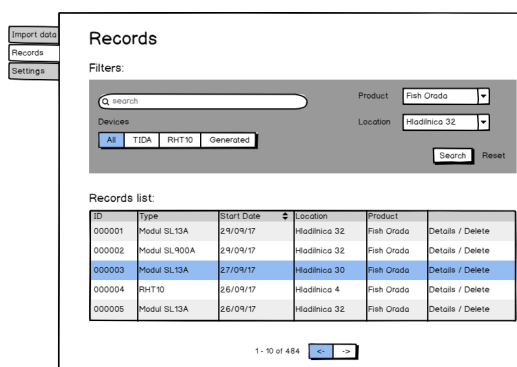 Import data
Records
Settings
Records
Filters:
search
Product
Fish Orada
Devices
Location
Hladilnica 32
All
TIDA
RHT10
Generated
Search
Reset
Records list:
ID Type Start Date Location Product
000001 Modul SL13A 29/09/17 Hladilnica 32 Fish Orada Details / Delete
000002 Modul SL900A 29/09/17 Hladilnica 32 Fish Orada Details / Delete
000003 Modul SL13A 27/09/17 Hladilnica 30 Fish Orada Details / Delete
000004 RHT10 26/09/17 Hladilnica 4 Fish Orada Details / Delete
000005 Modul SL13A 26/09/17 Hladilnica 32 Fish Orada Details / Delete
1 - 10 of 484 <- ->